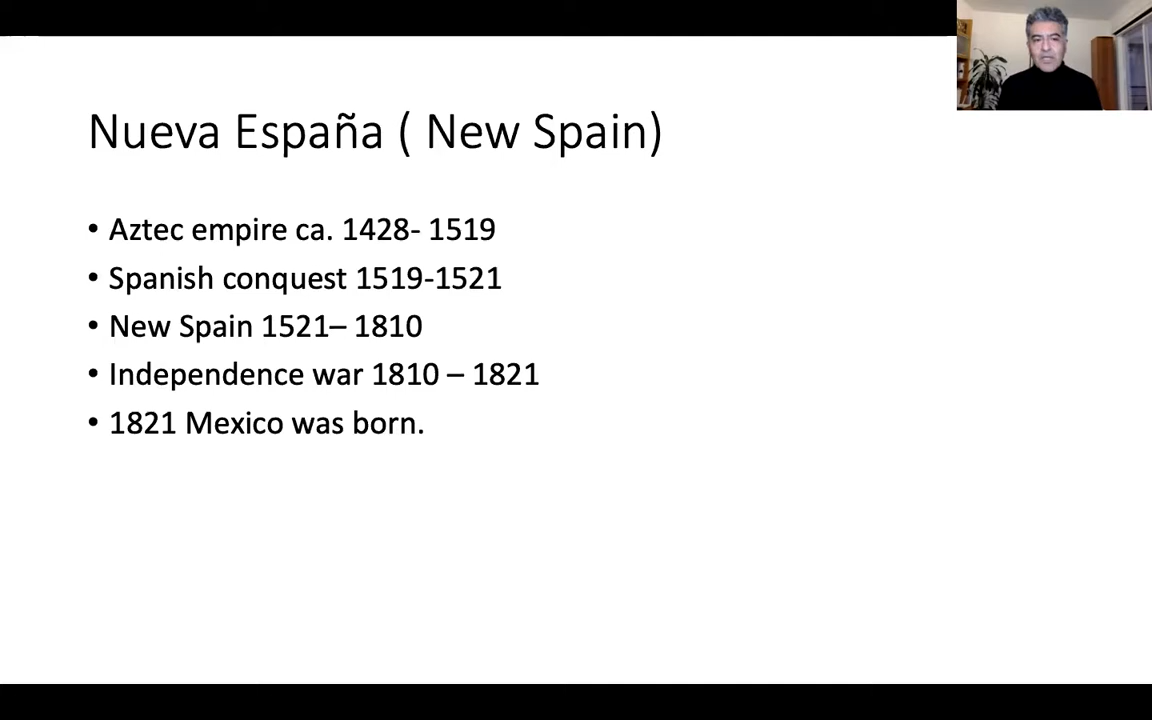 Nueva España ( New Spain)
• Aztec empire ca. 1428- 1519
• Spanish conquest 1519-1521
• New Spain 1521– 1810
• Independence war 1810 – 1821
• 1821 Mexico was born.